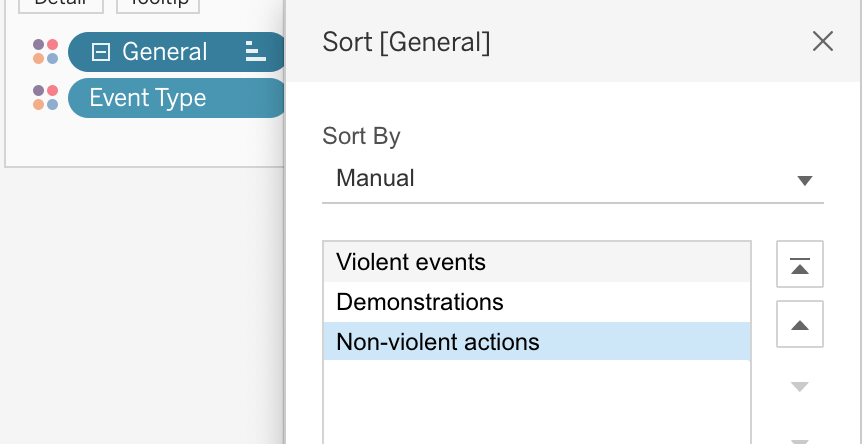 Detail
Tooltip
General
Event Type
Sort [General]
Sort By
Manual
Violent events
Demonstrations
Non-violent actions